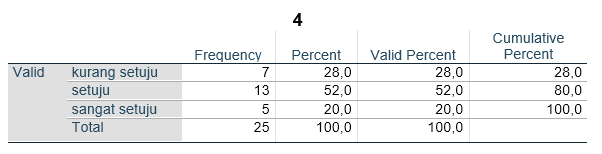 4
Frequency Percent Valid Percent Cumulative Percent
Valid kurang setuju 7 28,0 28,0 28,0
setuju 13 52,0 52,0 80,0
sangat setuju 5 20,0 20,0 100,0
Total 25 100,0 100,0